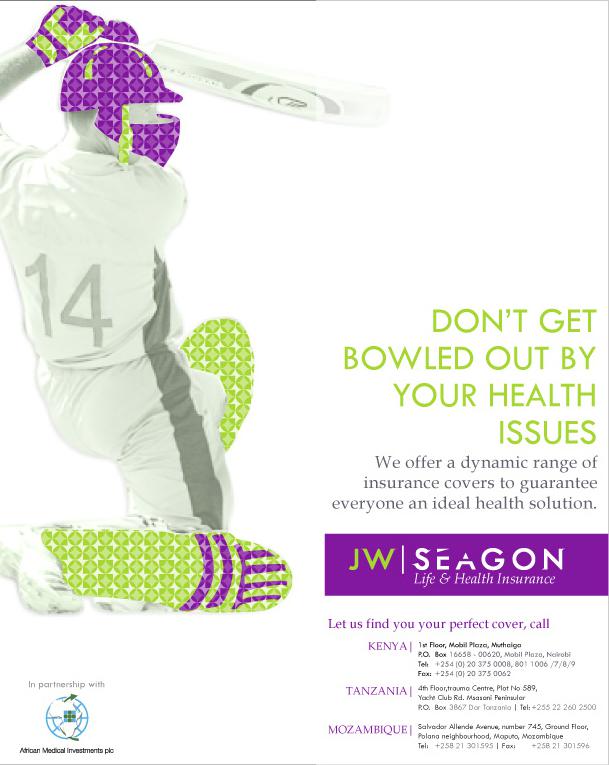 14
DON'T GET
BOWLED OUT BY
YOUR HEALTH
ISSUES
We offer a dynamic range of
insurance covers to guarantee
everyone an ideal health solution.
JW | SEAGON
Life & Health Insurance
Let us find you your perfect cover, call
KENYA|
1st Floor, Mobil Plaza, Muthaiga
P.O. Box 16658 - 00620, Mobil Plaza, Nairobi
Tel: +254 (0) 20 375 0008, 801 1006 /7/8/9
Fax: +254 (0) 20 375 0062
TANZANIA|
4th Floor,trauma Centre, Plot No 589,
Yacht Club Rd. Msasani Peninsular
P.O. Box 3867 Dar Tanzania | Tel:+255 22 260 2500
MOZAMBIQUE|
Salvador Allende Avenue, number 745, Ground Floor,
Polana neighbourhood, Maputo, Mozambique
Tel: +258 21 301595 | Fax: +258 21 301596
In partnership with
African Medical Investments plc